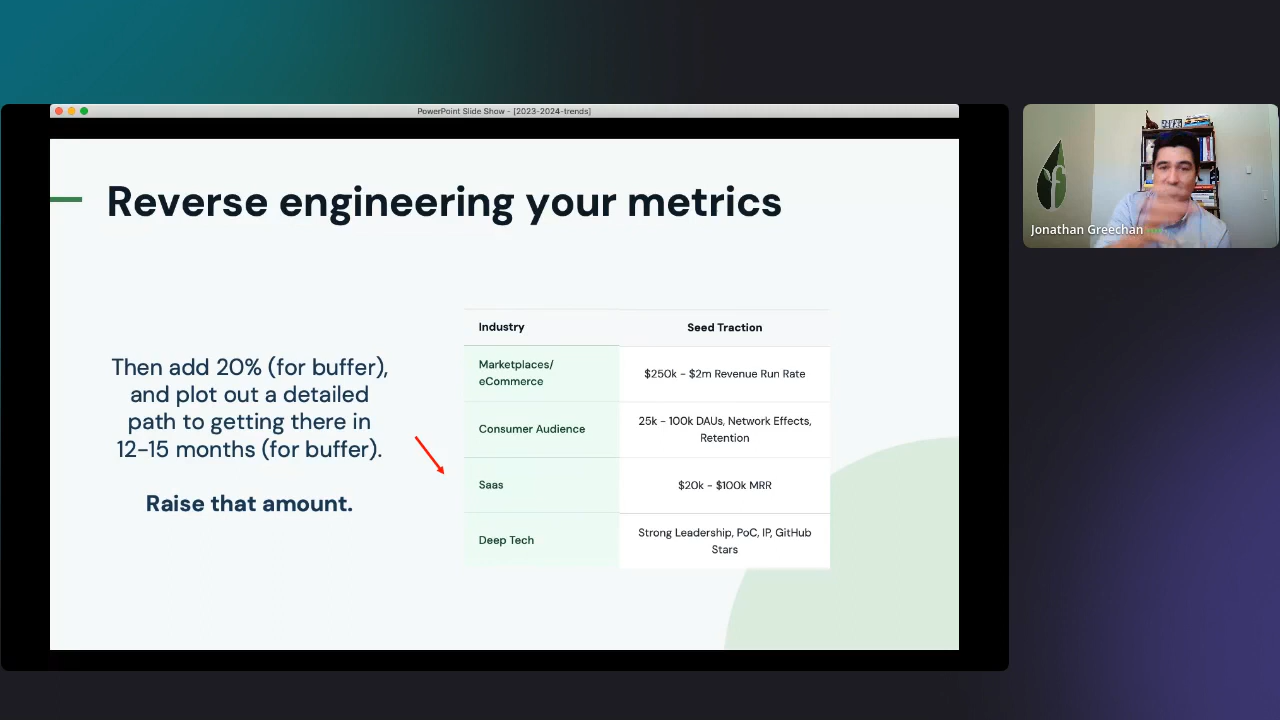 PowerPoint Slide Show - [2023-2024-trends]
Reverse engineering your metrics
Then add 20% (for buffer),
and plot out a detailed
path to getting there in
12-15 months (for buffer).
Raise that amount.
Industry Seed Traction
Marketplaces/
eCommerce
$250k - $2m Revenue Run Rate
Consumer Audience
25k - 100k DAUs, Network Effects,
Retention
Saas
$20k - $100k MRR
Deep Tech
Strong Leadership, PoC, IP, GitHub
Stars
Jonathan Greechan